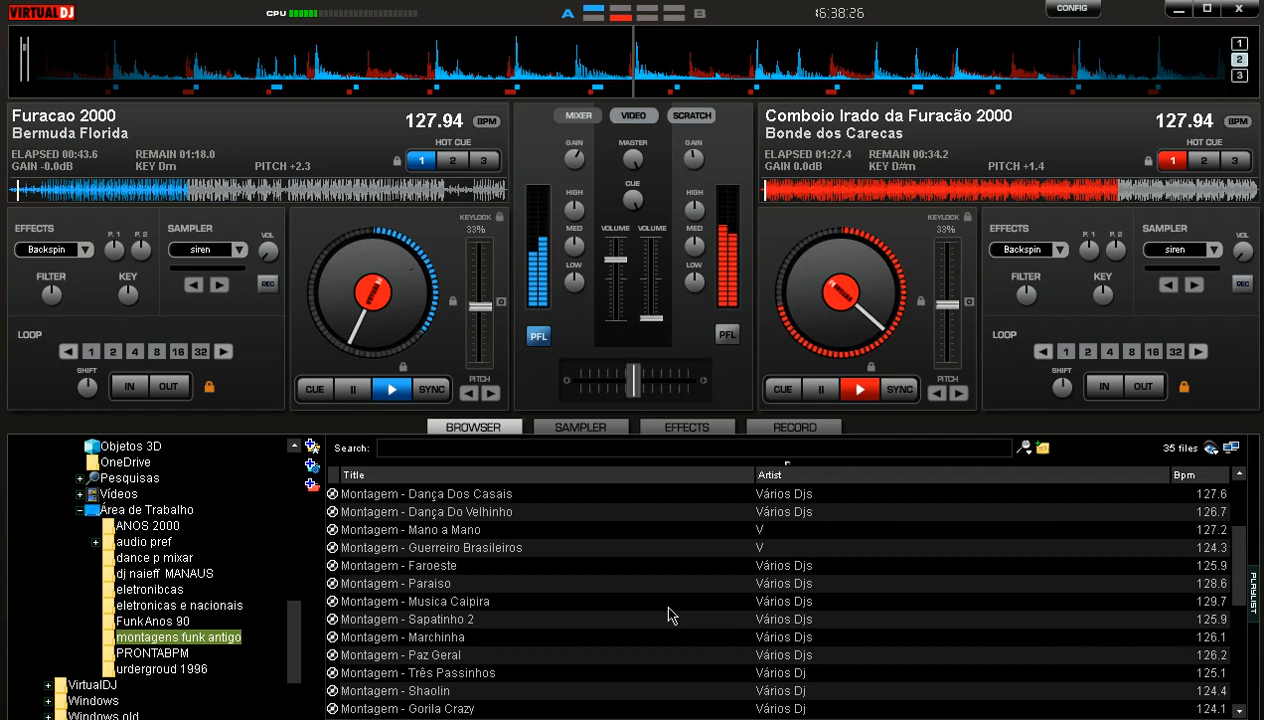 VIRTUAL DJ
CPU
A B
16:38:26
CONFIG
X
1
2
3
Furacao 2000
Bermuda Florida
127.94 BPM
HOT CUE
ELAPSED 00:43.6 REMAIN 01:18.0
GAIN -0.0dB KEY Dm PITCH +2.3
1 2 3
MIXER VIDEO SCRATCH
Comboio Irado da Furacão 2000
Bonde dos Carecas
127.94 BPM
HOT CUE
ELAPSED 01:27.4 REMAIN 00:34.2
GAIN -0.0dB KEY D#m PITCH +1.4
1 2 3
EFFECTS
Backspin
P. 1 P. 2
FILTER KEY
SAMPLER
siren
VOL
REC
LOOP
1 2 4 8 16 32
SHIFT
IN OUT
KEYLOCK
33%
CUE SYNC
PITCH
GAIN
MASTER
CUE
HIGH HIGH
MED VOLUME VOLUME MED
LOW LOW
PFL PFL
CUE SYNC
KEYLOCK
33%
PITCH
EFFECTS
Backspin
P. 1 P. 2
FILTER KEY
SAMPLER
siren
VOL
REC
LOOP
1 2 4 8 16 32
SHIFT
IN OUT
BROWSER SAMPLER EFFECTS RECORD
Objetos 3D
OneDrive
Pesquisas
Vídeos
Área de Trabalho
ANOS 2000
audio pref
dance p mixar
dj naieff MANAUS
eletronibcas
eletronicas e nacionais
FunkAnos 90
montagens funk antigo
PRONTABPM
urdergroud 1996
VirtualDJ
Windows
Windows.old
Search: 35 files
Title Artist Bpm
Montagem - Dança Dos Casais Vários Djs 127.6
Montagem - Dança Do Velhinho Vários Djs 126.7
Montagem - Mano a Mano V 127.2
Montagem - Guerreiro Brasileiros V 124.3
Montagem - Faroeste Vários Djs 125.9
Montagem - Paraiso Vários Djs 128.6
Montagem - Musica Caipira Vários Djs 129.7
Montagem - Sapatinho 2 Vários Djs 125.9
Montagem - Marchinha Vários Djs 126.1
Montagem - Paz Geral Vários Djs 126.2
Montagem - Três Passinhos Vários Dj 125.1
Montagem - Shaolin Vários Dj 124.4
Montagem - Gorila Crazy Vários Dj 124.1
PLAYLIST